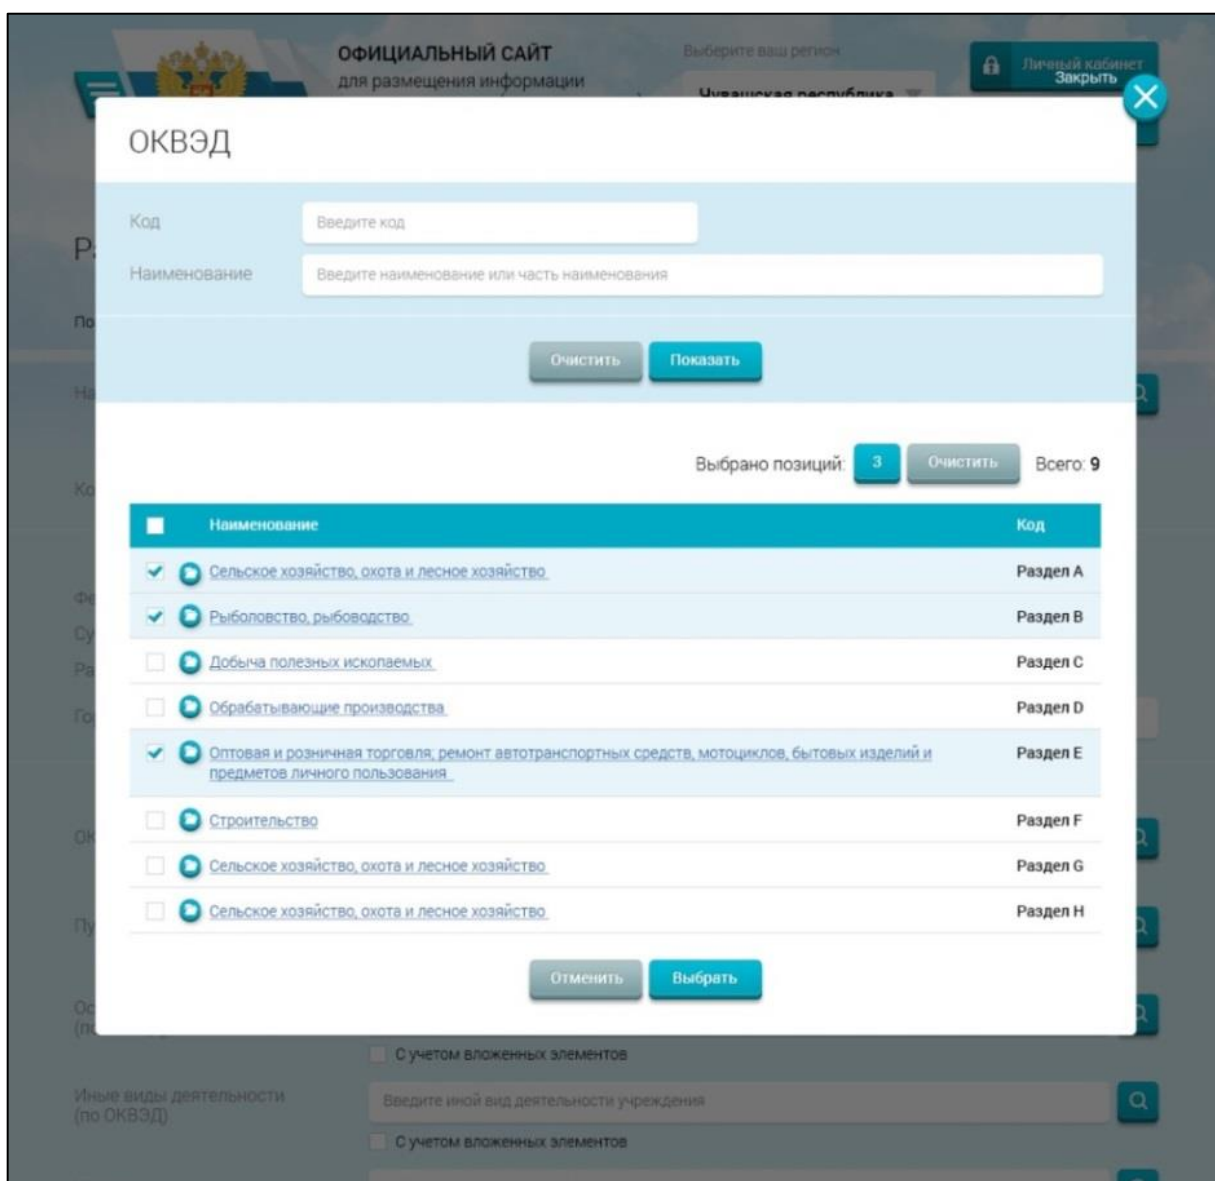 ОФИЦИАЛЬНЫЙ САЙТ
для размещения информации
Выберите ваш регион
Чувашская республика
Личный кабинет
Закрыть
ОКВЭД
Код
Введите код
Наименование
Введите наименование или часть наименования
Очистить Показать
Выбрано позиций: 3 Очистить Всего: 9
Наименование Код
Сельское хозяйство, охота и лесное хозяйство Раздел A
Рыболовство, рыбоводство Раздел B
Добыча полезных ископаемых Раздел C
Обрабатывающие производства Раздел D
Оптовая и розничная торговля; ремонт автотранспортных средств, мотоциклов, бытовых изделий и Раздел E
предметов личного пользования
Строительство Раздел F
Сельское хозяйство, охота и лесное хозяйство Раздел G
Сельское хозяйство, охота и лесное хозяйство Раздел H
Отменить Выбрать
С учетом вложенных элементов
Иные виды деятельности
(по ОКВЭД)
Введите иной вид деятельности учреждения
С учетом вложенных элементов